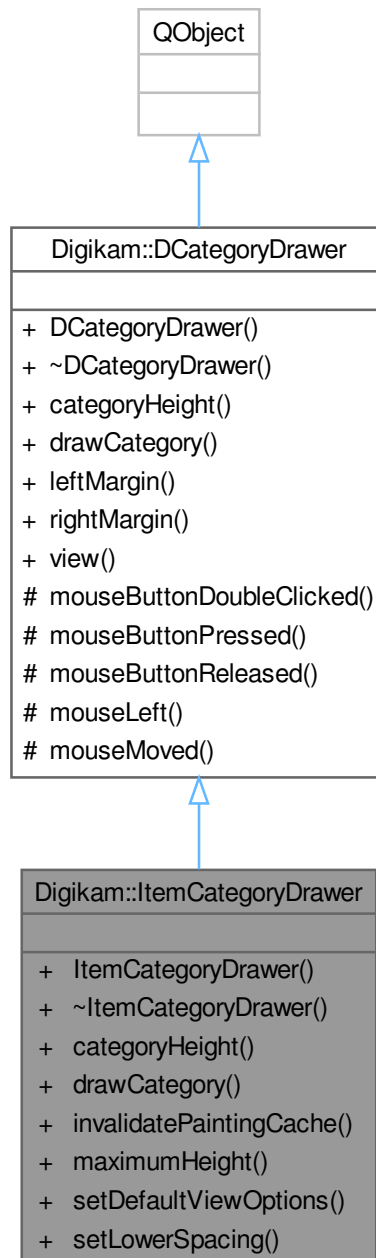 QObject
Digikam::DCategoryDrawer
+ DCategoryDrawer()
+ ~DCategoryDrawer()
+ categoryHeight()
+ drawCategory()
+ leftMargin()
+ rightMargin()
+ view()
# mouseButtonDoubleClicked()
# mouseButtonPressed()
# mouseButtonReleased()
# mouseLeft()
# mouseMoved()
Digikam::ItemCategoryDrawer
+ ItemCategoryDrawer()
+ ~ItemCategoryDrawer()
+ categoryHeight()
+ drawCategory()
+ invalidatePaintingCache()
+ maximumHeight()
+ setDefaultViewOptions()
+ setLowerSpacing()